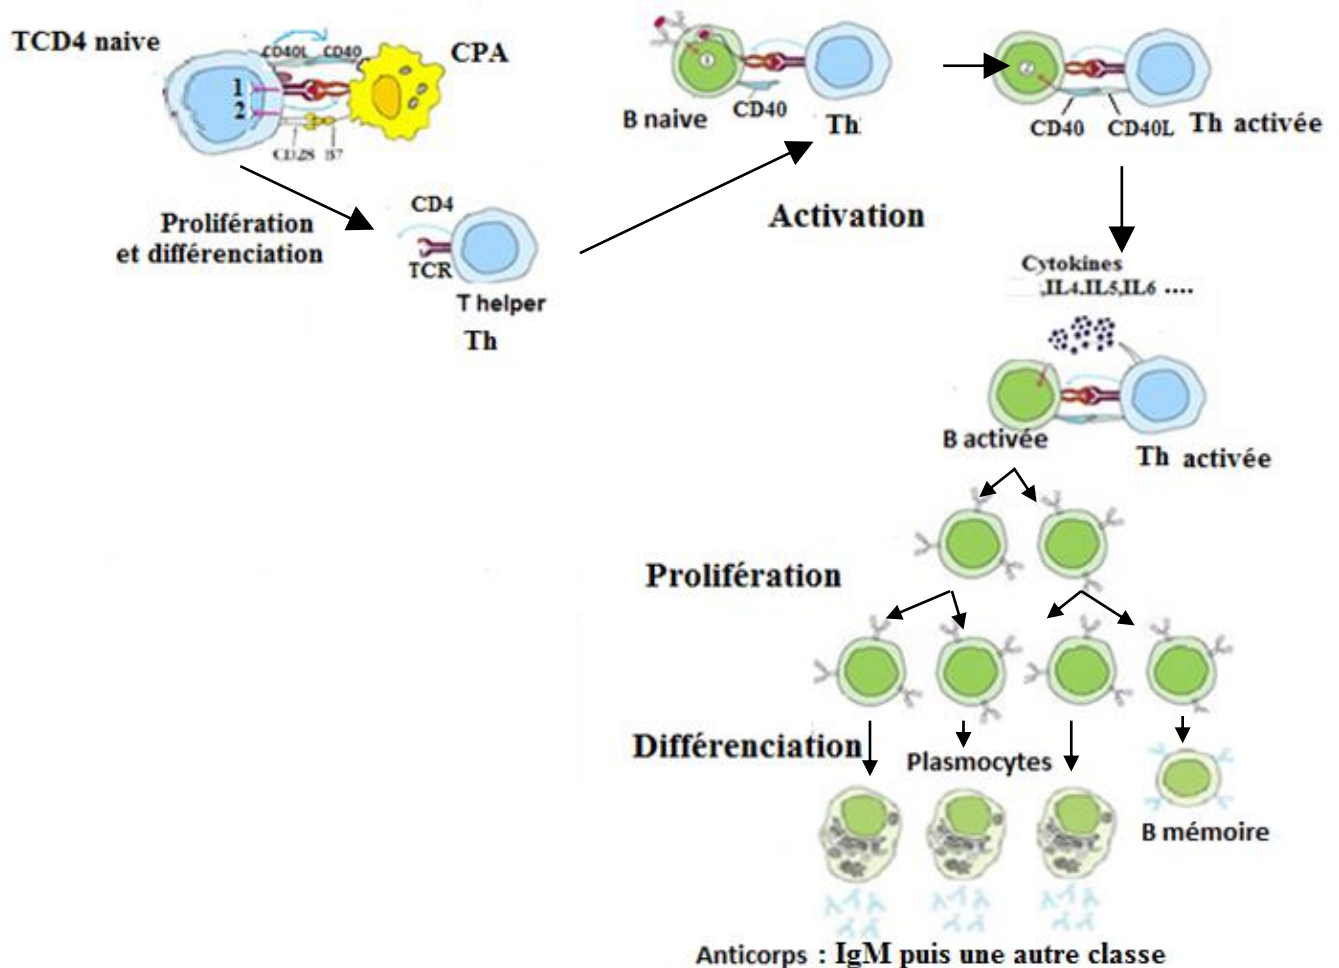 TCD4 naive
CD40L CD40
CPA
1
2
CD28 B7
Prolifération
et différenciation
CD4
TCR
T helper
Th
1
B naive
CD40
Th
2
CD40 CD40L
Th activée
Activation
Cytokines
,IL4,IL5,IL6 ....
B activée
Th activée
Prolifération
Différenciation
Plasmocytes
B mémoire
Anticorps : IgM puis une autre classe